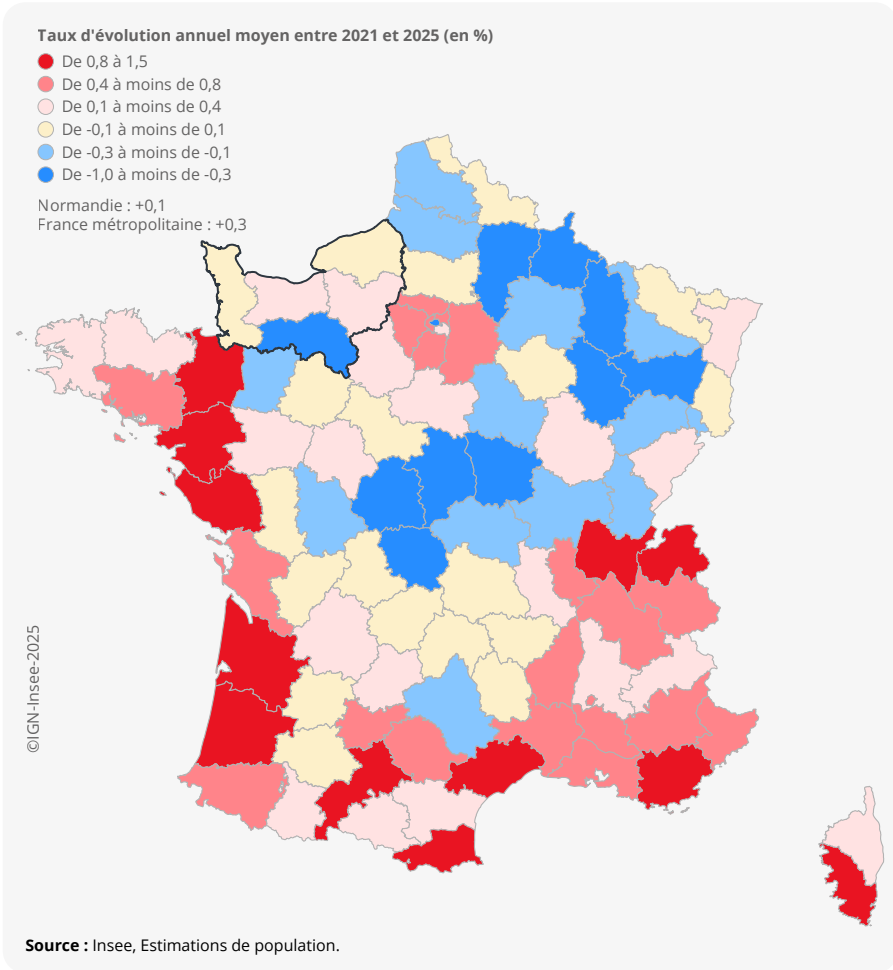 Taux d'évolution annuel moyen entre 2021 et 2025 (en %)
De 0,8 à 1,5
De 0,4 à moins de 0,8
De 0,1 à moins de 0,4
De -0,1 à moins de 0,1
De -0,3 à moins de -0,1
De -1,0 à moins de -0,3
Normandie : +0,1
France métropolitaine : +0,3
©IGN-Insee-2025
Source : Insee, Estimations de population.